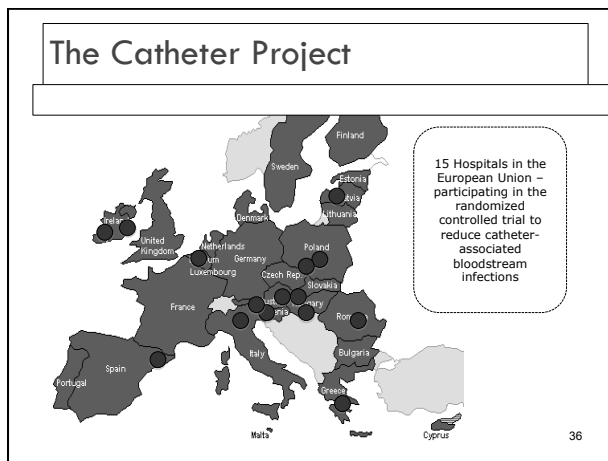 The Catheter Project
Finland
Sweden
Estonia
Lithuania
Denmark
Ireland
United
Kingdom
Netherlands
Germany
Luxembourg
Poland
Czech Rep.
Slovakia
France
Italy
Bulgaria
Portugal
Spain
Greece
Malta
Cyprus
15 Hospitals in the
European Union –
participating in the
randomized
controlled trial to
reduce catheter-
associated
bloodstream
infections
36